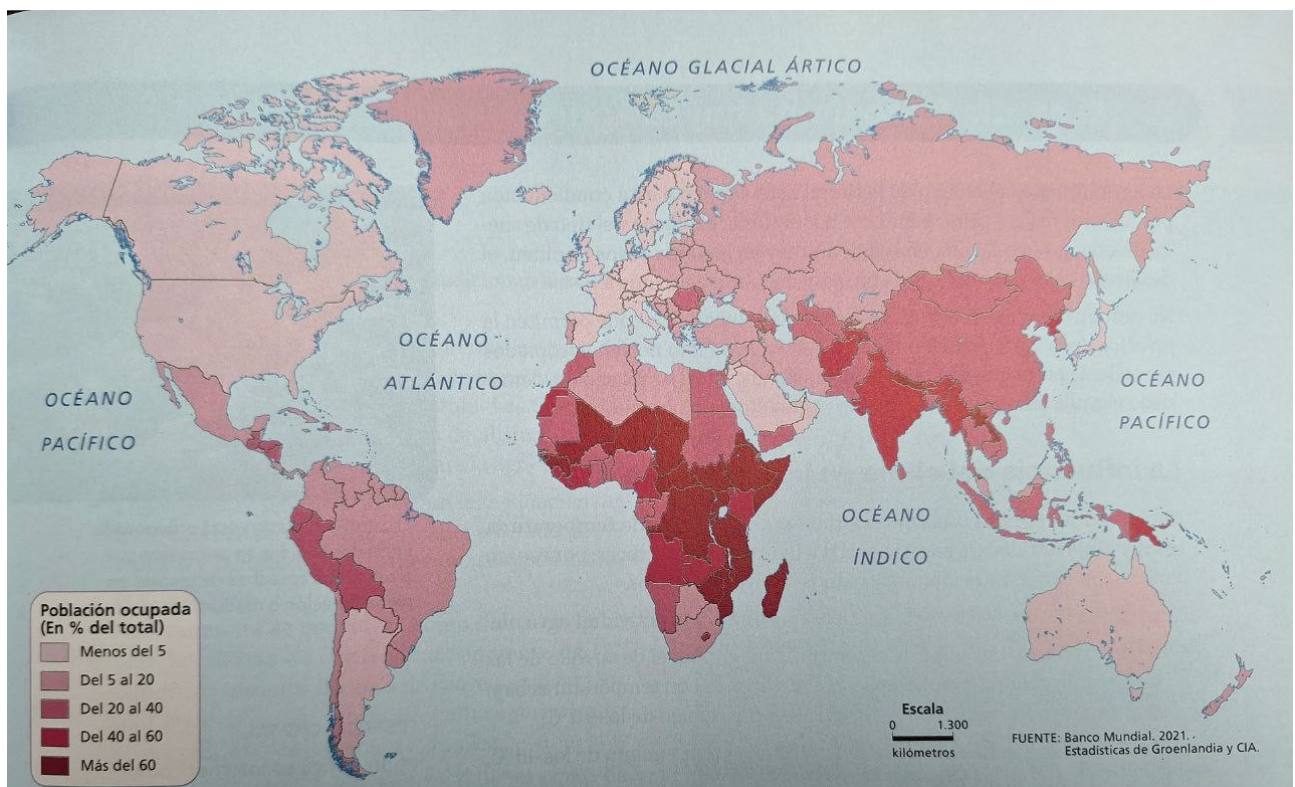 OCÉANO GLACIAL ÁRTICO
OCÉANO
ATLÁNTICO
OCÉANO
PACÍFICO
OCÉANO
PACÍFICO
OCÉANO
ÍNDICO
Población ocupada
(En % del total)
Menos del 5
Del 5 al 20
Del 20 al 40
Del 40 al 60
Más del 60
Escala
0 1.300
kilómetros
FUENTE: Banco Mundial. 2021.
Estadísticas de Groenlandia y CIA.